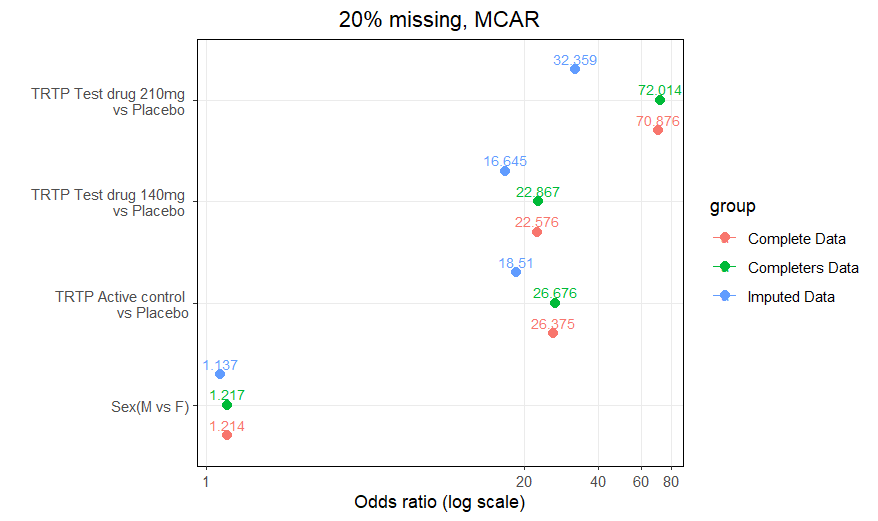 20% missing, MCAR
32.359
TRTP Test drug 210mg
vs Placebo
72.014
70.876
16.645
TRTP Test drug 140mg
vs Placebo
22.867
22.576
18.51
TRTP Active control
vs Placebo
26.676
26.375
1.137
Sex(M vs F)
1.217
1.214
1
20
40
60
80
Odds ratio (log scale)
group
Complete Data
Completers Data
Imputed Data